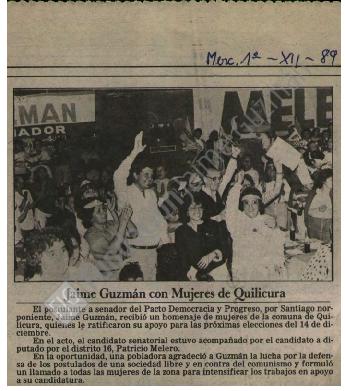 Merc. 1º - XII - 89
MAN
NADOR
MELE
Jaime Guzmán con Mujeres de Quilicura
El postulante a senador del Pacto Democracia y Progreso, por Santiago nor-
poniente, Jaime Guzmán, recibió un homenaje de mujeres de la comuna de Qui-
licura, quienes le ratificaron su apoyo para las próximas elecciones del 14 de di-
ciembre.
En el acto, el candidato senatorial estuvo acompañado por el candidato a di-
putado por el distrito 16, Patricio Melero.
En la oportunidad, una pobladora agradeció a Guzmán la lucha por la defen-
sa de los postulados de una sociedad libre y en contra del comunismo y formuló
un llamado a todas las mujeres de la zona para intensificar los trabajos en apoyo
a su candidatura.